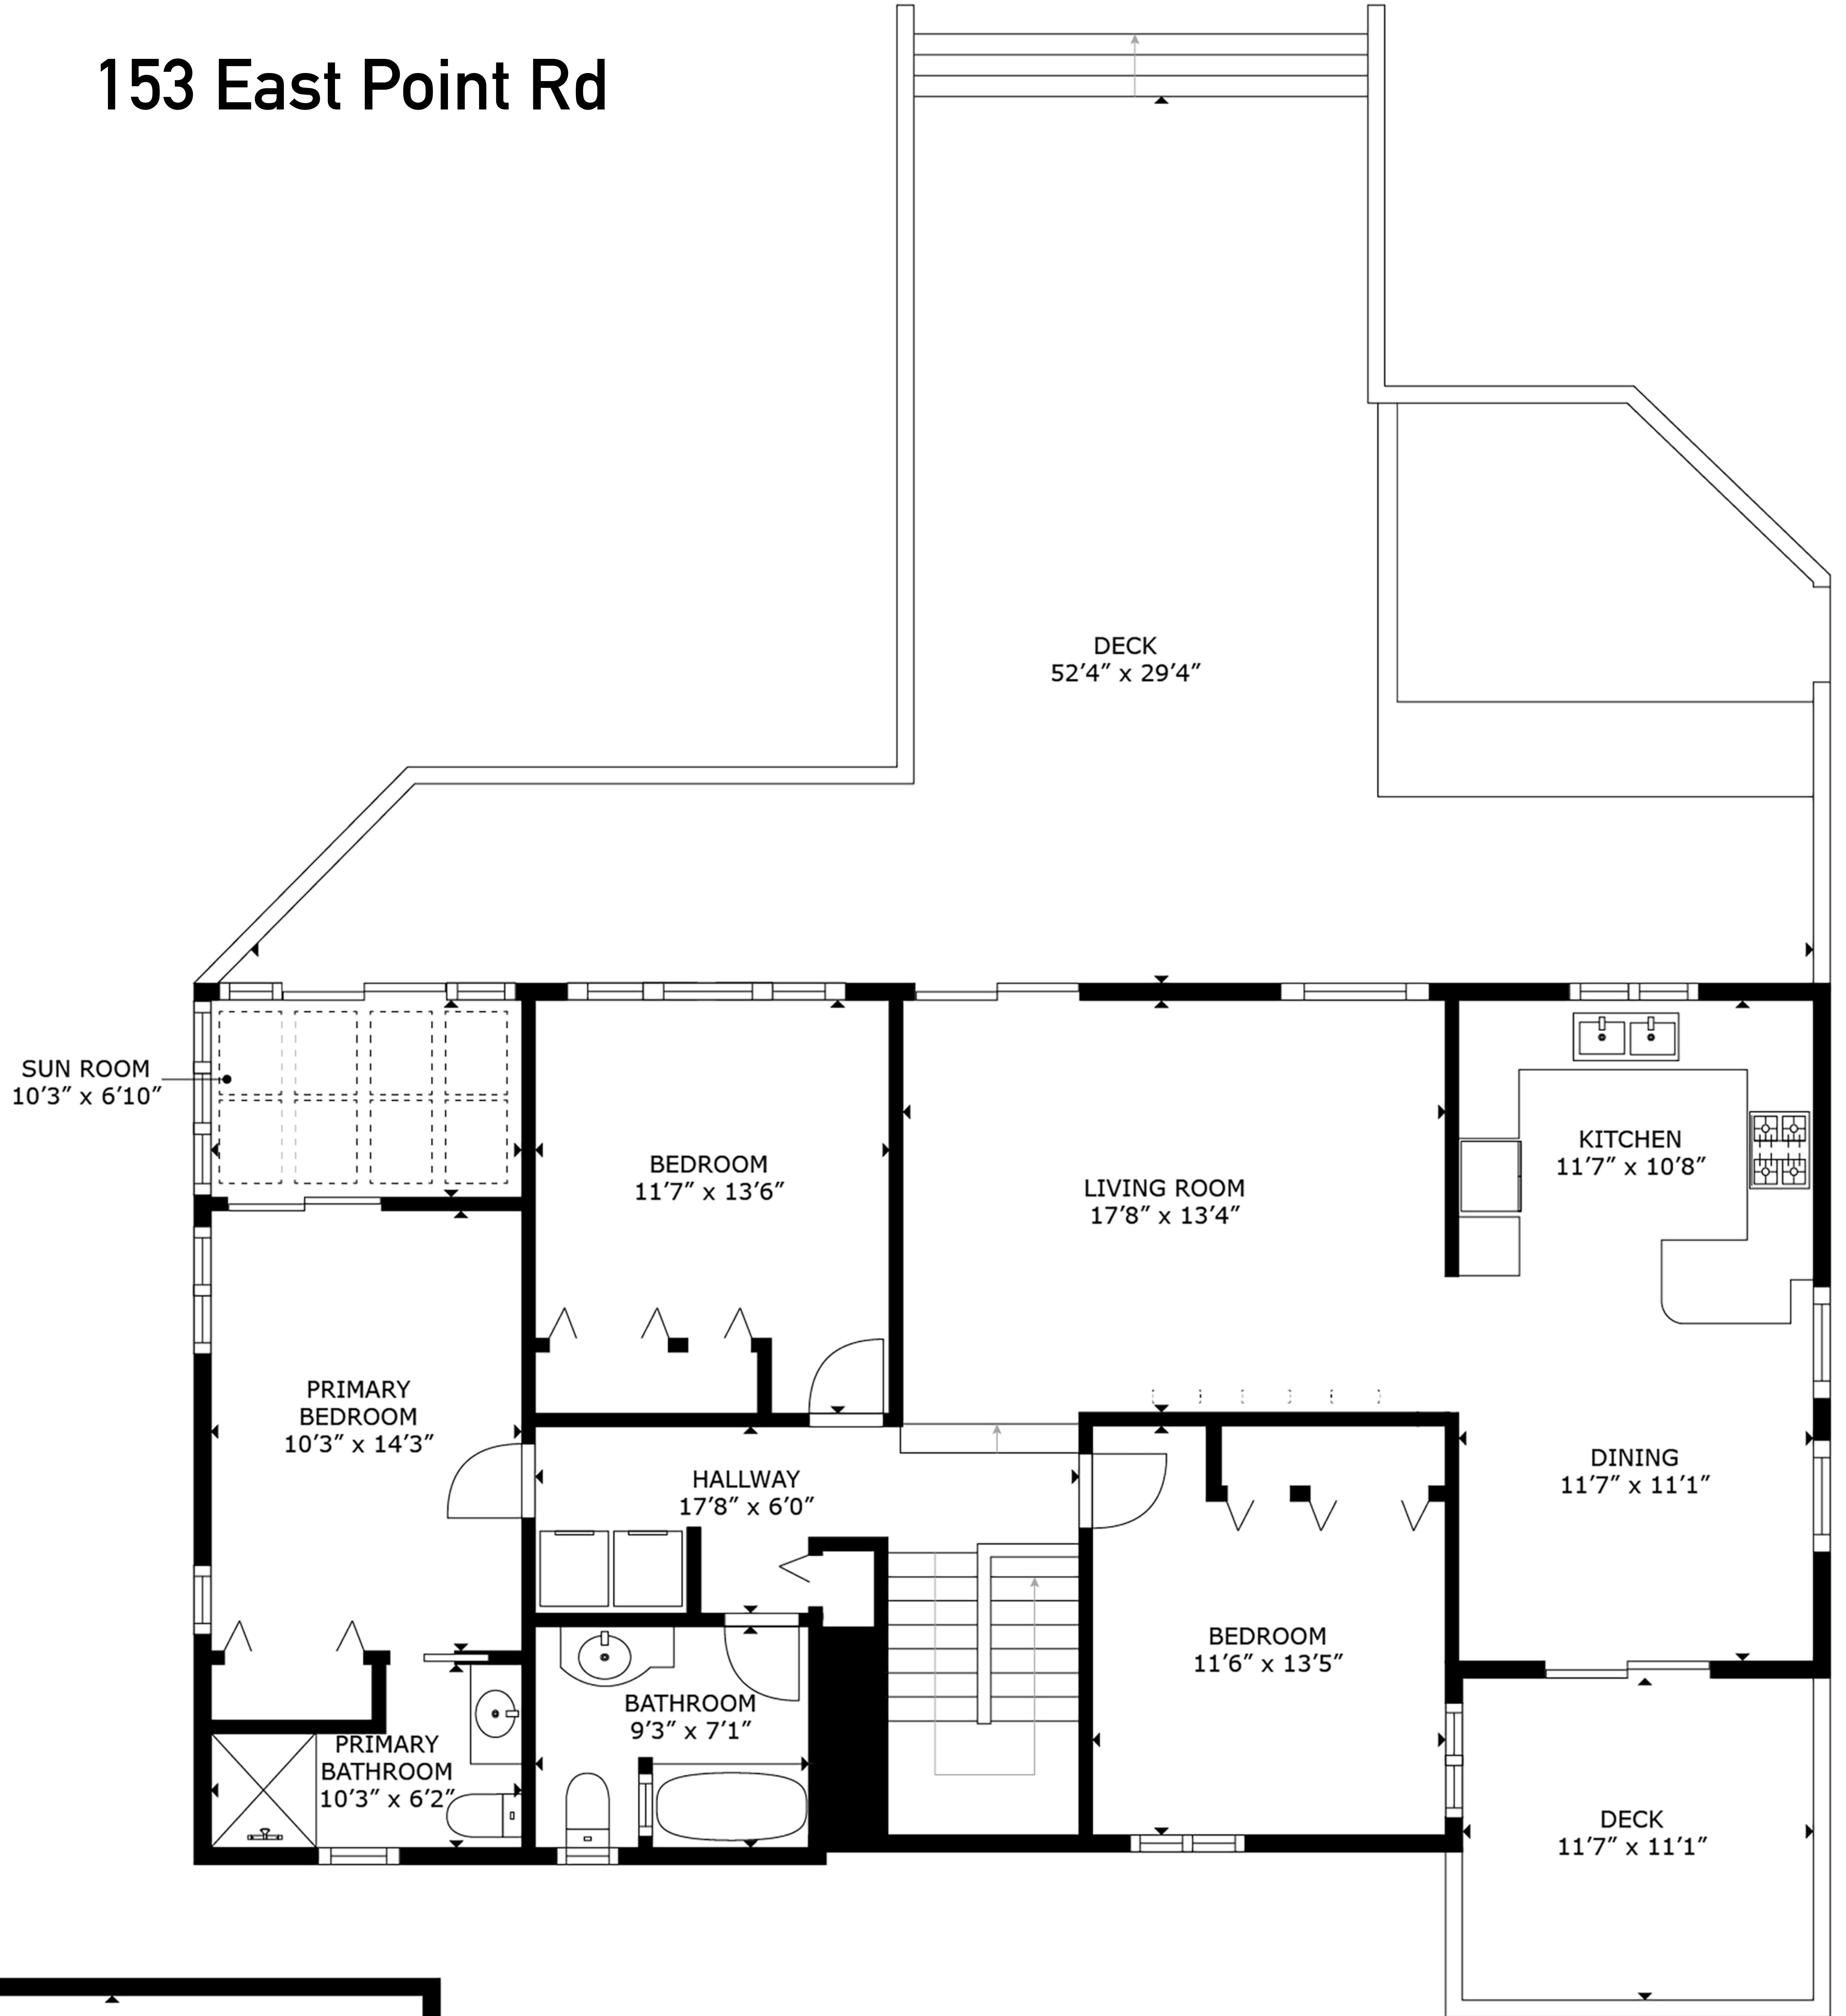 153 East Point Rd
DECK
52'4" x 29'4"
SUN ROOM
10'3" x 6'10"
BEDROOM
11'7" x 13'6"
LIVING ROOM
17'8" x 13'4"
KITCHEN
11'7" x 10'8"
PRIMARY
BEDROOM
10'3" x 14'3"
HALLWAY
17'8" x 6'0"
DINING
11'7" x 11'1"
BEDROOM
11'6" x 13'5"
BATHROOM
9'3" x 7'1"
PRIMARY
BATHROOM
10'3" x 6'2"
DECK
11'7" x 11'1"